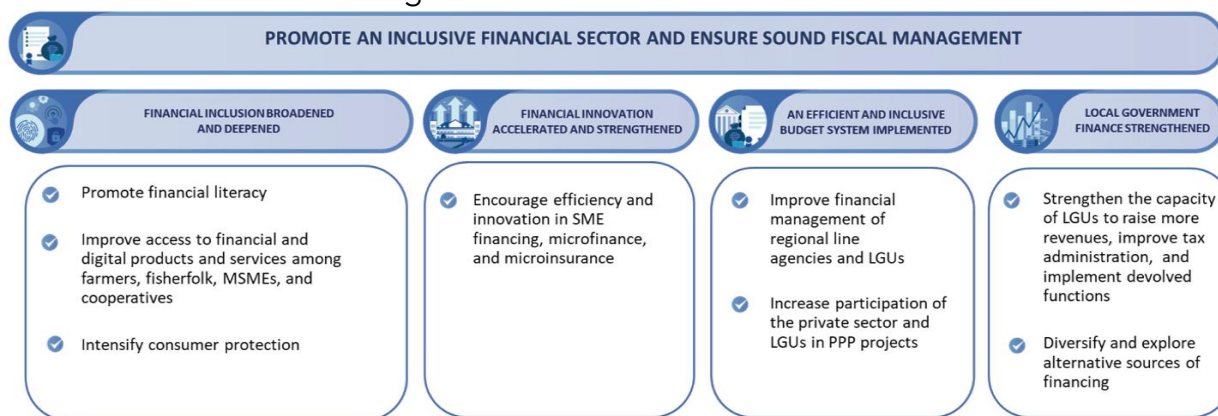 PROMOTE AN INCLUSIVE FINANCIAL SECTOR AND ENSURE SOUND FISCAL MANAGEMENT
FINANCIAL INCLUSION BROADENED
AND DEEPENED
Promote financial literacy
Improve access to financial and
digital products and services among
farmers, fisherfolk, MSMEs, and
cooperatives
Intensify consumer protection
FINANCIAL INNOVATION
ACCELERATED AND STRENGTHENED
Encourage efficiency and
innovation in SME
financing, microfinance,
and microinsurance
AN EFFICIENT AND INCLUSIVE
BUDGET SYSTEM IMPLEMENTED
Improve financial
management of
regional line
agencies and LGUs
Increase participation of
the private sector and
LGUs in PPP projects
LOCAL GOVERNMENT
FINANCE STRENGTHENED
Strengthen the capacity
of LGUs to raise more
revenues, improve tax
administration, and
implement devolved
functions
Diversify and explore
alternative sources of
financing